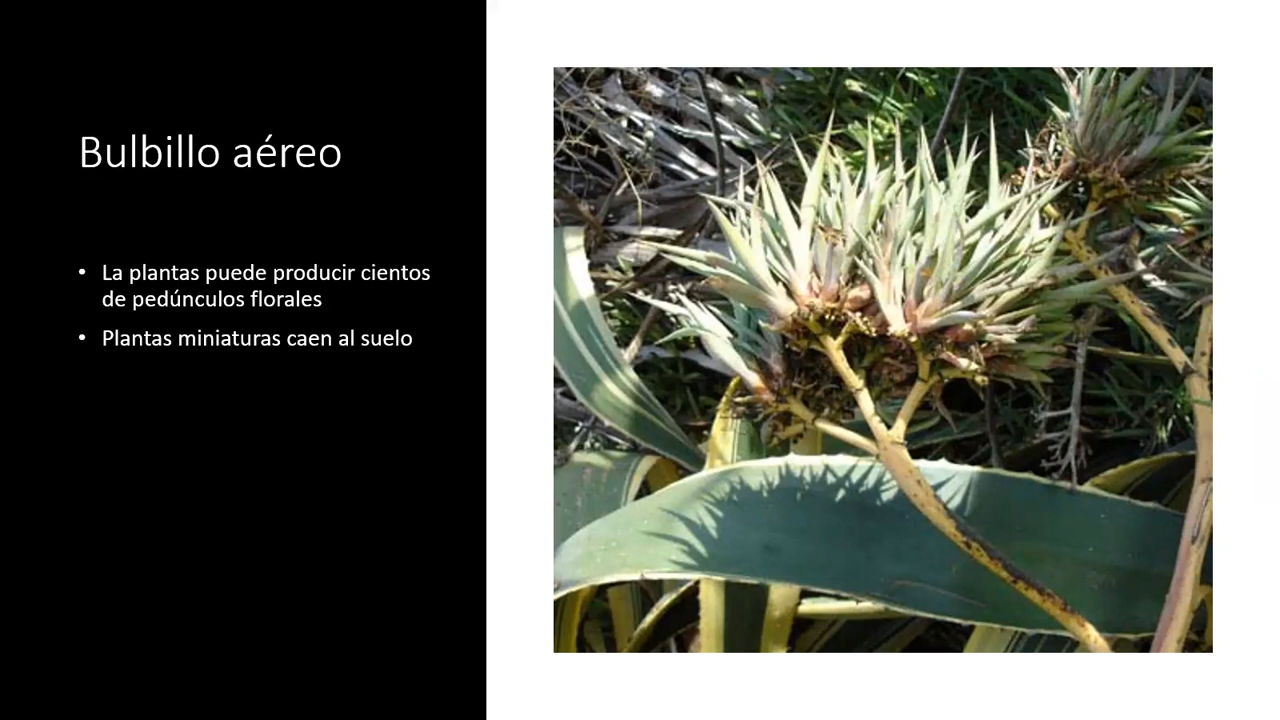 Bulbillo aéreo
• La plantas puede producir cientos
de pedúnculos florales
• Plantas miniaturas caen al suelo